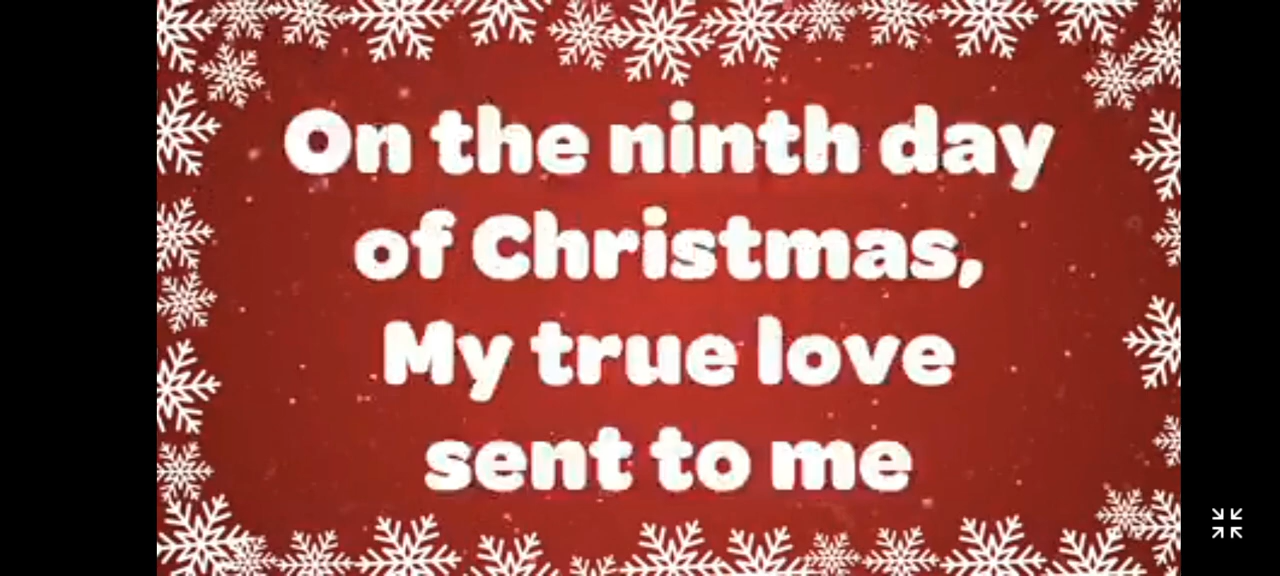 On the ninth day
of Christmas,
My true love
sent to me